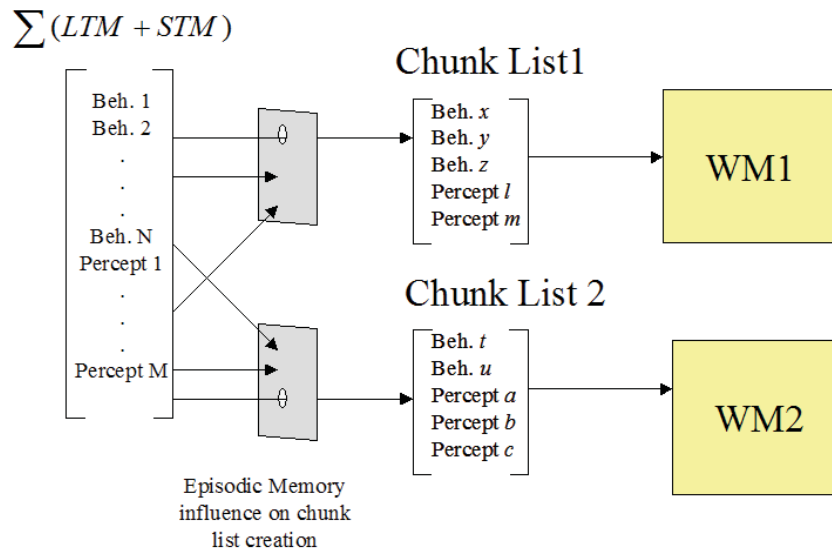 ∑(LTM + STM)
Beh. 1
Beh. 2
.
.
.
Beh. N
Percept 1
.
.
.
Percept M
Episodic Memory
influence on chunk
list creation
Chunk List1
Beh. x
Beh. y
Beh. z
Percept l
Percept m
WM1
Chunk List 2
Beh. t
Beh. u
Percept a
Percept b
Percept c
WM2